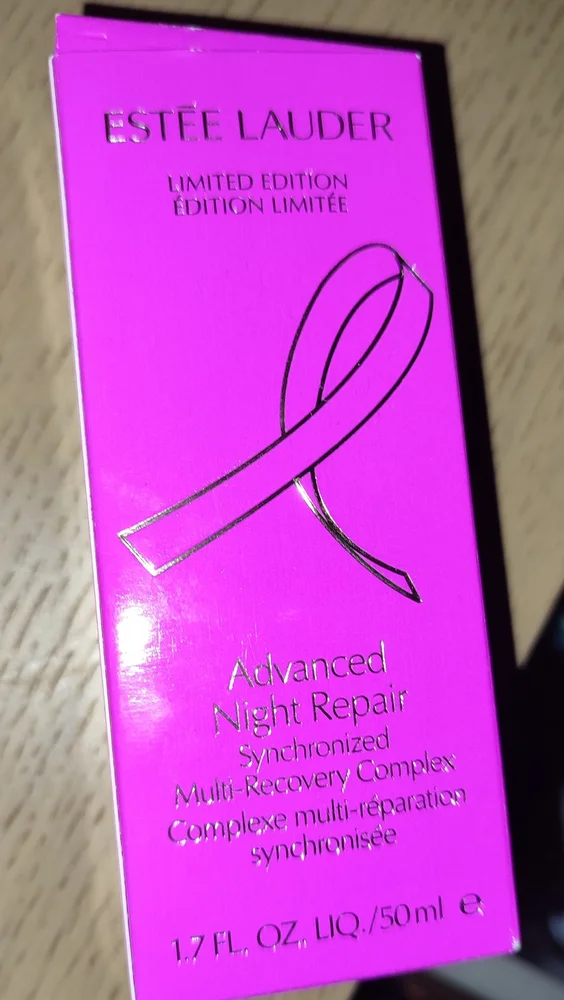 ESTĒE LAUDER
LIMITED EDITION
ÉDITION LIMITÉE
Advanced
Night Repair
Synchronized
Multi-Recovery Complex
Complexe multi-réparation
synchronisée
1.7 FL. OZ. LIQ./50 ml ℮